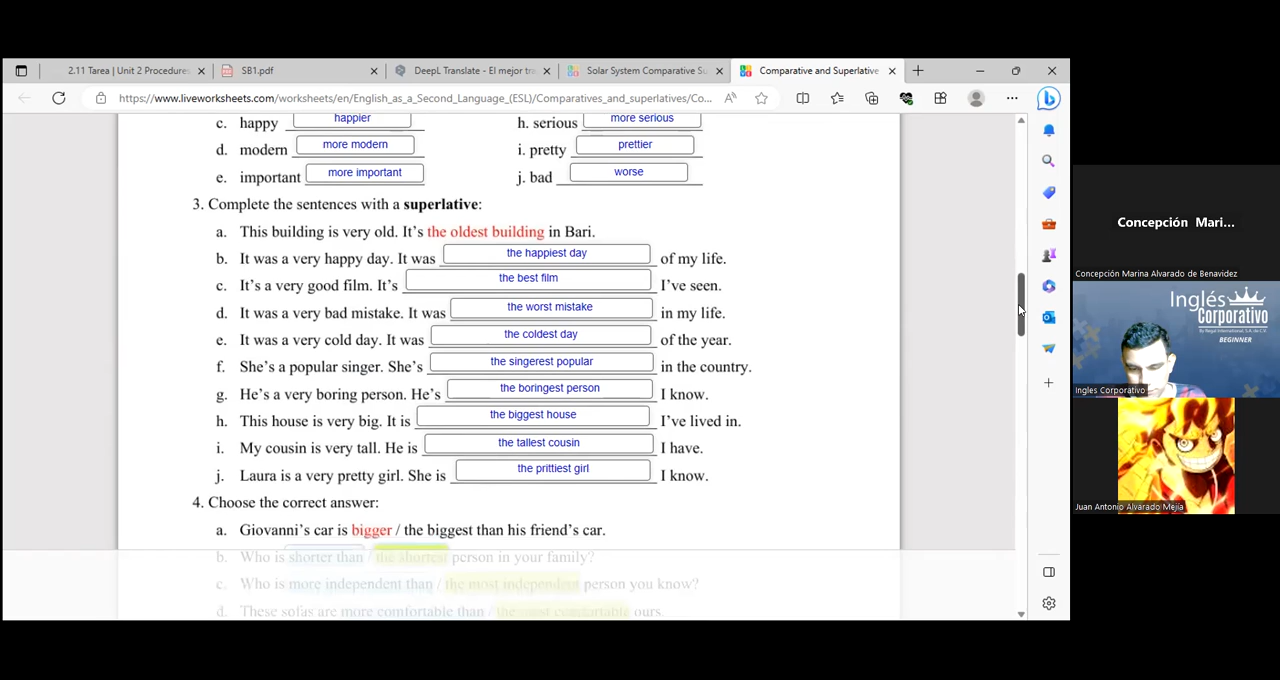 2.11 Tarea | Unit 2 Procedures
SB1.pdf
DeepL Translate - El mejor tr
Solar System Comparative Su
Comparative and Superlative
https://www.liveworksheets.com/worksheets/en/English_as_a_Second_Language_(ESL)/Comparatives_and_superlatives/Co...
c. happy happier h. serious more serious
d. modern more modern i. pretty prettier
e. important more important j. bad worse
3. Complete the sentences with a superlative:
a. This building is very old. It's the oldest building in Bari.
b. It was a very happy day. It was the happiest day of my life.
c. It's a very good film. It's the best film I've seen.
d. It was a very bad mistake. It was the worst mistake in my life.
e. It was a very cold day. It was the coldest day of the year.
f. She's a popular singer. She's the singerest popular in the country.
g. He's a very boring person. He's the boringest person I know.
h. This house is very big. It is the biggest house I've lived in.
i. My cousin is very tall. He is the tallest cousin I have.
j. Laura is a very pretty girl. She is the prittiest girl I know.
4. Choose the correct answer:
a. Giovanni's car is bigger / the biggest than his friend's car.
b. Who is shorter than / the shortest person in your family?
c. Who is more independent than / the most independent person you know?
d. These sofas are more comfortable than / the most comfortable ours.
Concepción Mari...
Concepción Marina Alvarado de Benavidez
Inglés
Corporativo
BEGINNER
Ingles Corporativo
Juan Antonio Alvarado Mejia